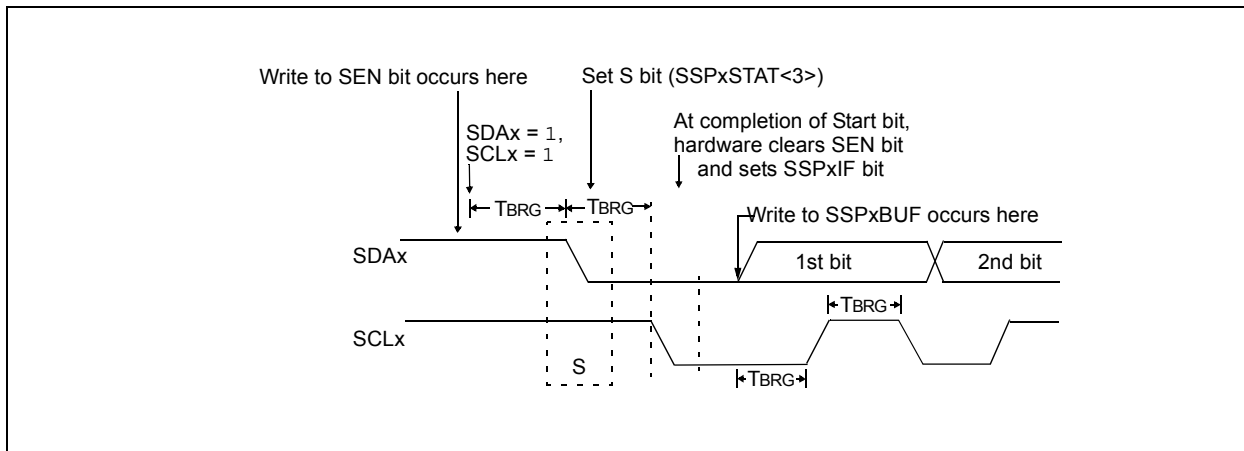 Write to SEN bit occurs here
Set S bit (SSPxSTAT<3>)
SDAx = 1,
SCLx = 1
At completion of Start bit,
hardware clears SEN bit
and sets SSPxIF bit
TBRG
TBRG
Write to SSPxBUF occurs here
SDAx
1st bit
2nd bit
TBRG
SCLx
S
TBRG